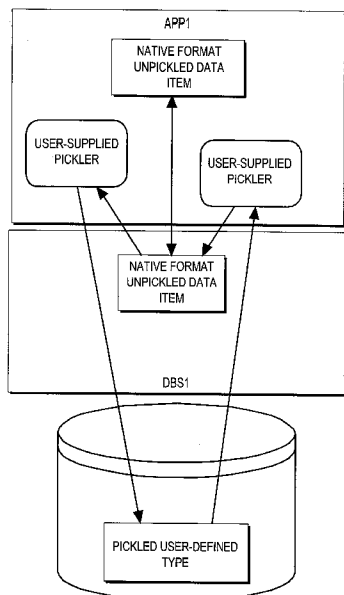 APP1
NATIVE FORMAT
UNPICKLED DATA
ITEM
USER-SUPPLIED
PICKLER
USER-SUPPLIED
PICKLER
NATIVE FORMAT
UNPICKLED DATA
ITEM
DBS1
PICKLED USER-DEFINED
TYPE